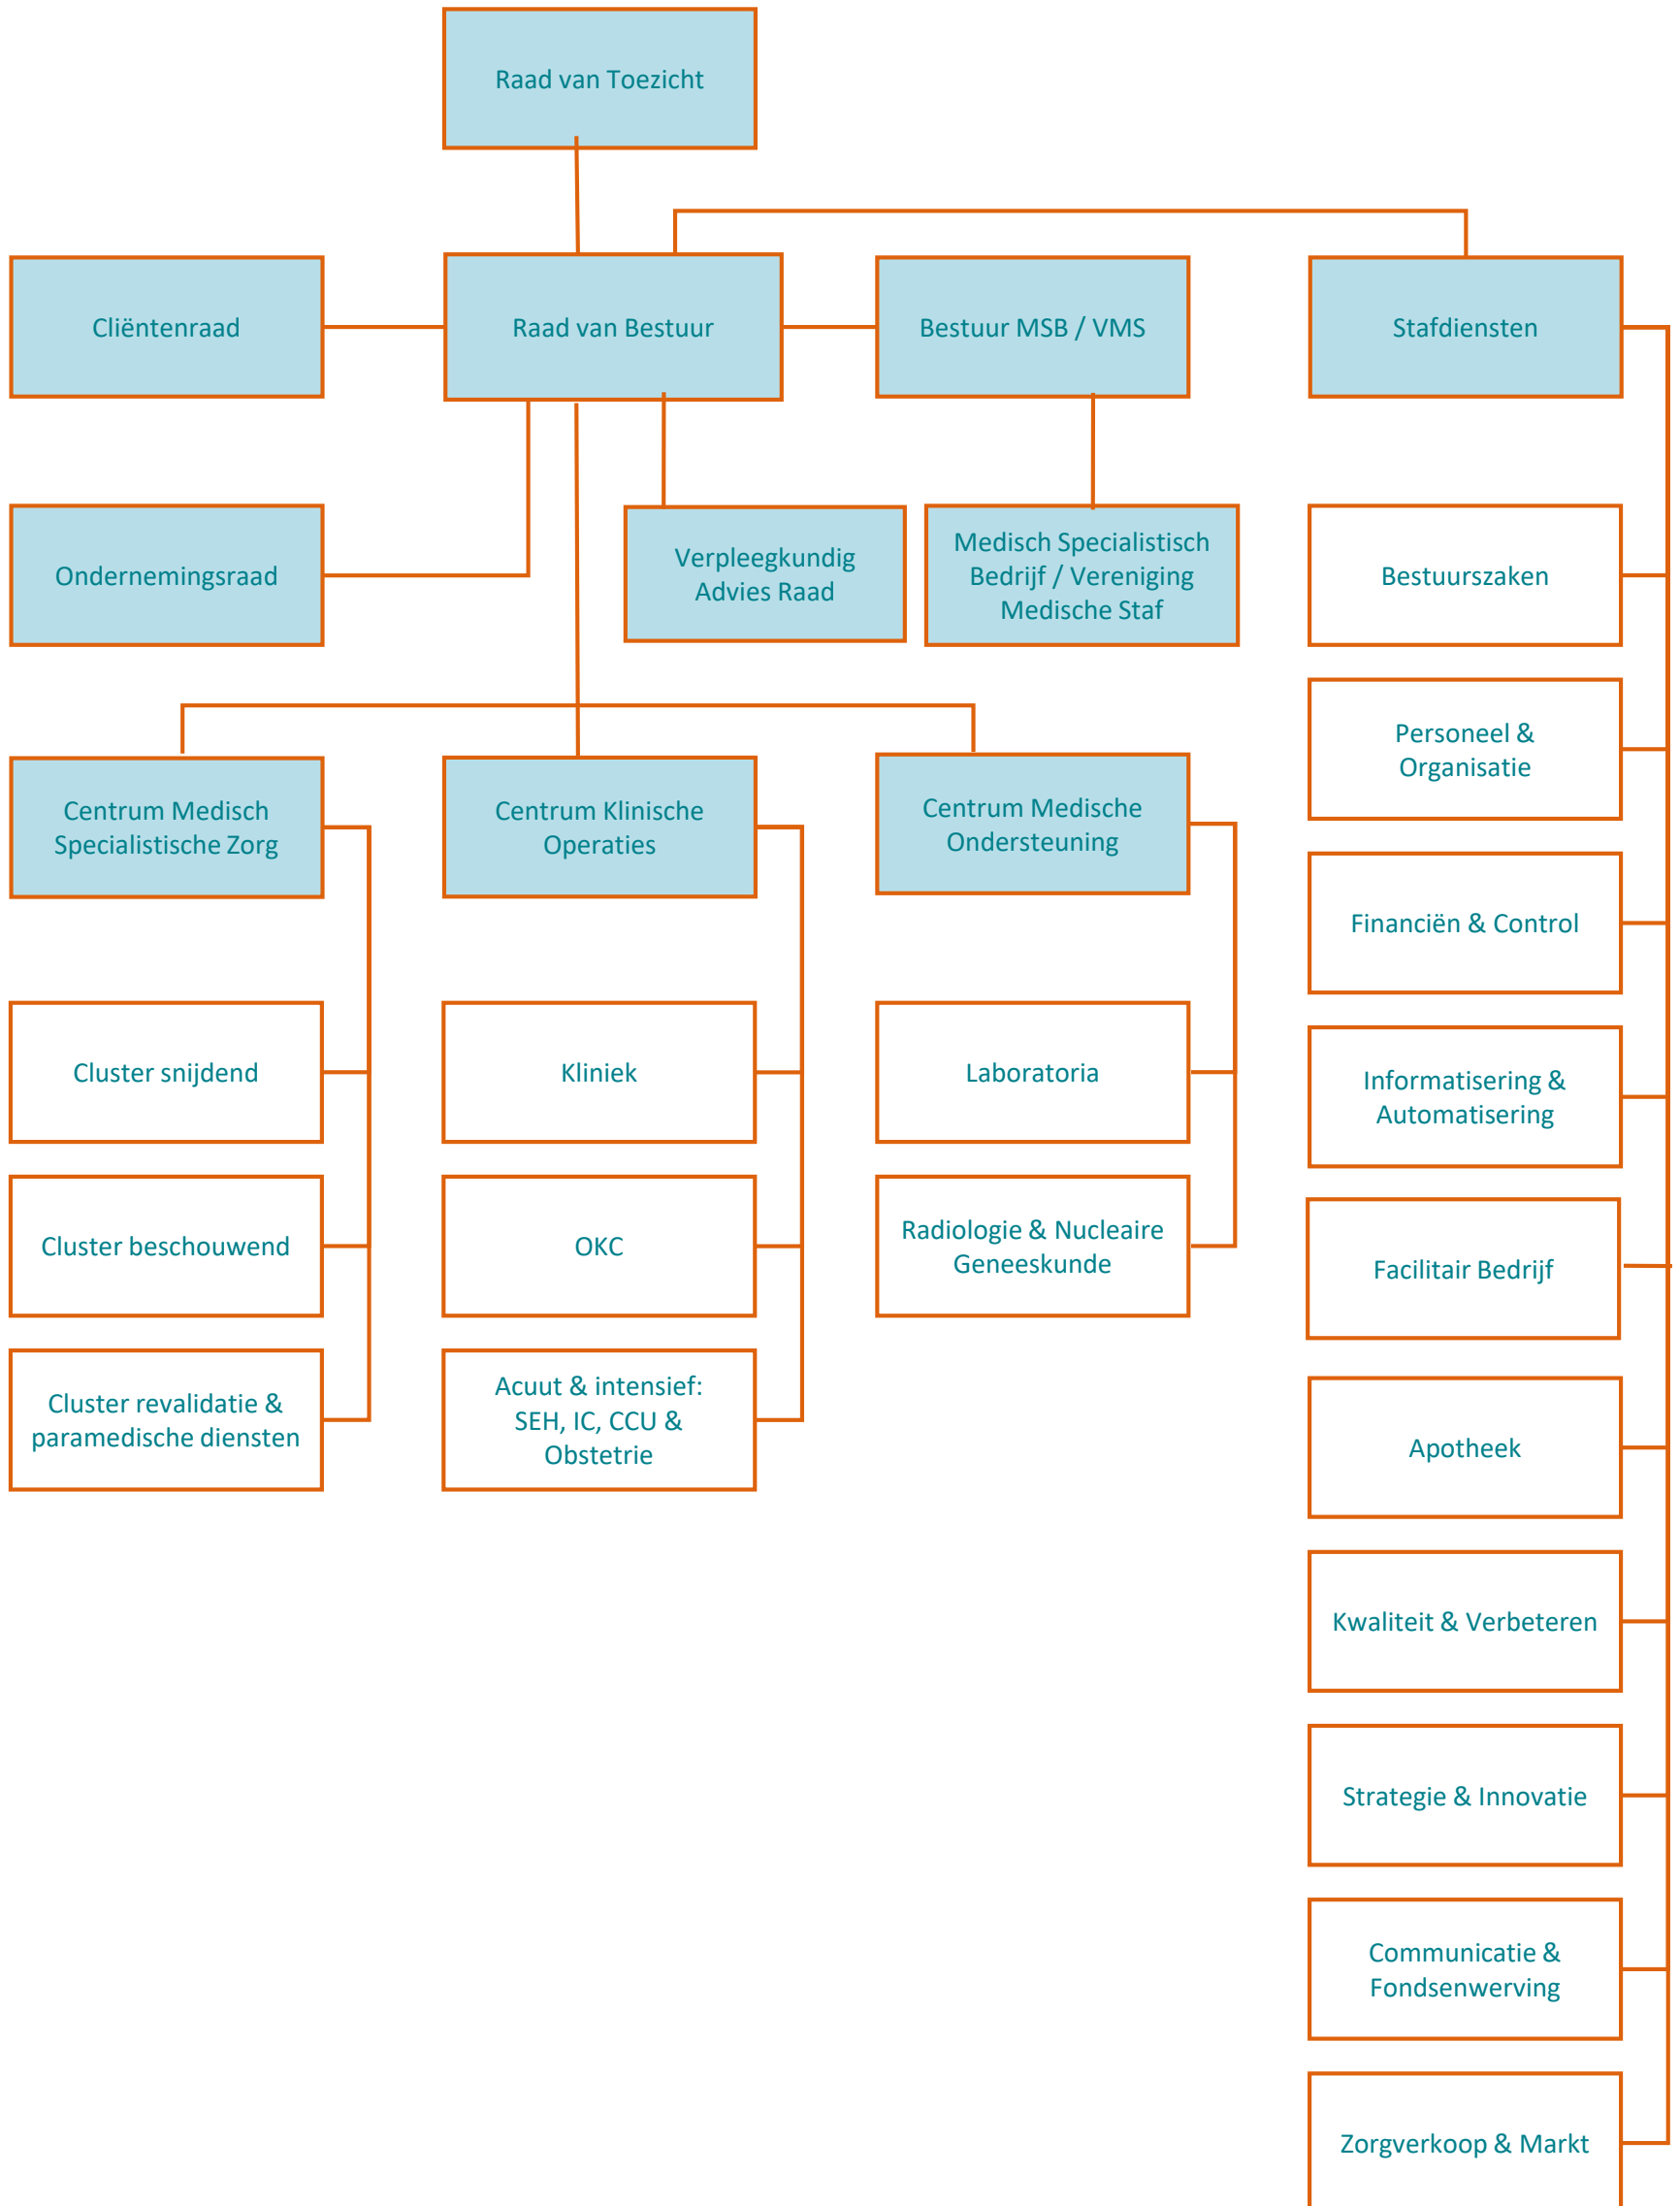 Raad van Toezicht
Cliëntenraad
Raad van Bestuur
Bestuur MSB / VMS
Stafdiensten
Ondernemingsraad
Verpleegkundig
Advies Raad
Medisch Specialistisch
Bedrijf / Vereniging
Medische Staf
Bestuurszaken
Personeel &
Organisatie
Centrum Medisch
Specialistische Zorg
Centrum Klinische
Operaties
Centrum Medische
Ondersteuning
Financiën & Control
Cluster snijdend
Kliniek
Laboratoria
Informatisering &
Automatisering
Cluster beschouwend
OKC
Radiologie & Nucleaire
Geneeskunde
Facilitair Bedrijf
Cluster revalidatie &
paramedische diensten
Acuut & intensief:
SEH, IC, CCU &
Obstetrie
Apotheek
Kwaliteit & Verbeteren
Strategie & Innovatie
Communicatie &
Fondsenwerving
Zorgverkoop & Markt